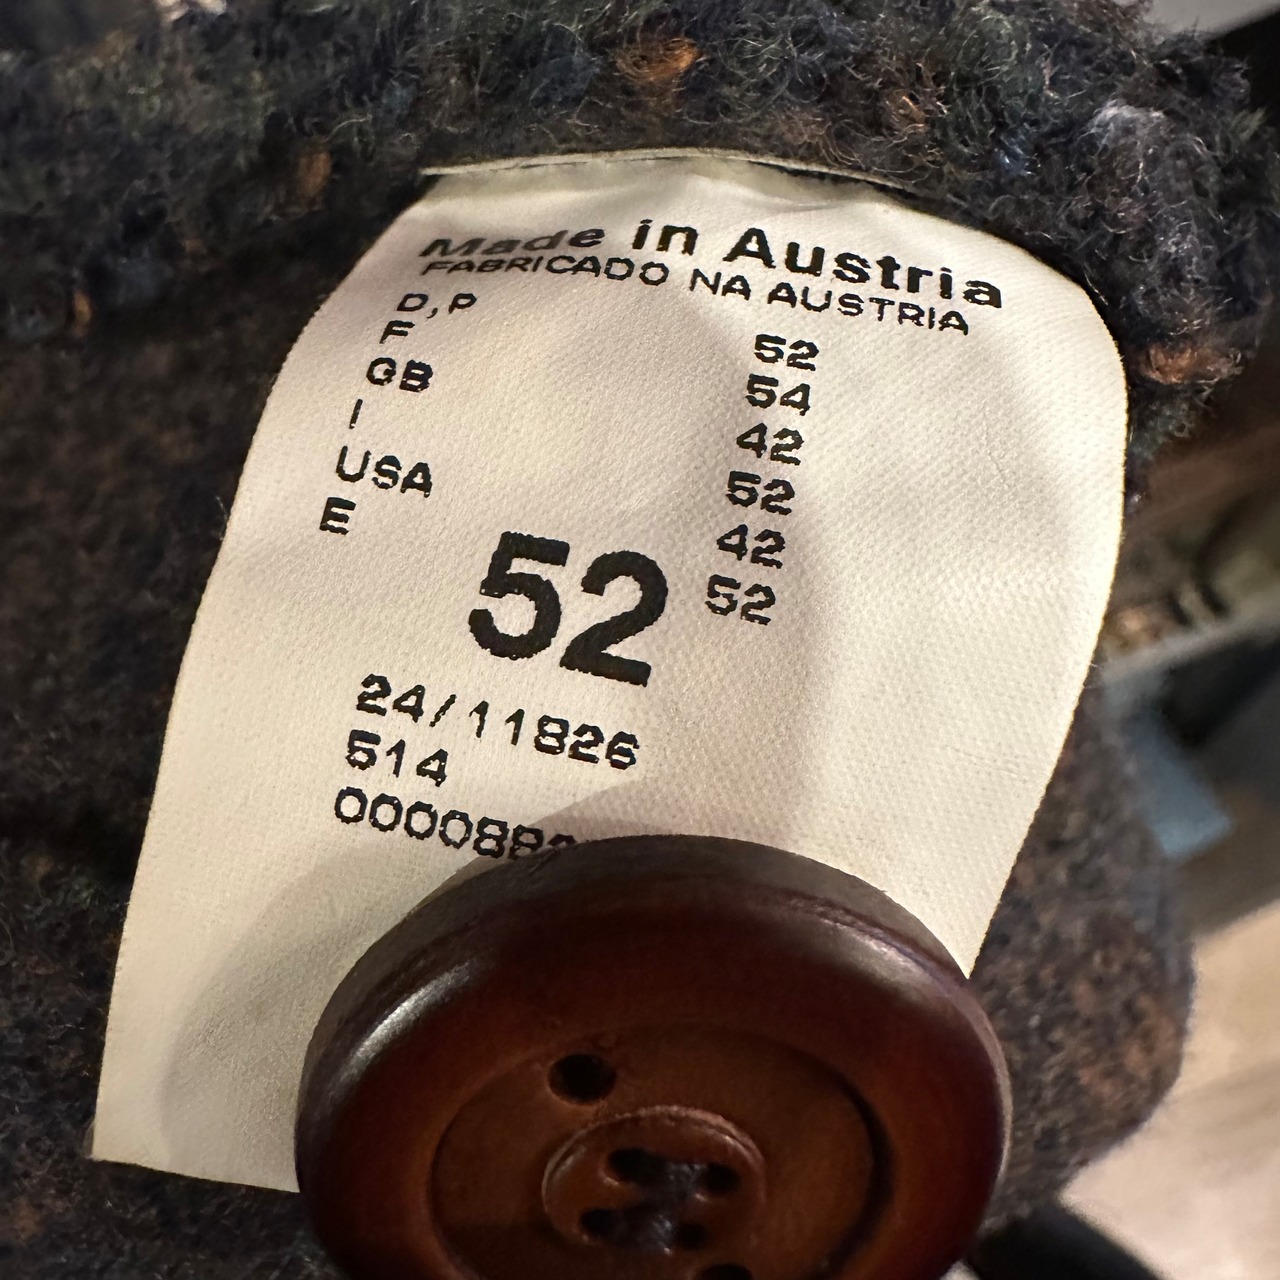 Made in Austria
FABRICADO NA AUSTRIA
D,P 52
F 54
GB 42
I 52
USA 42
E 52
52
24/11826
514